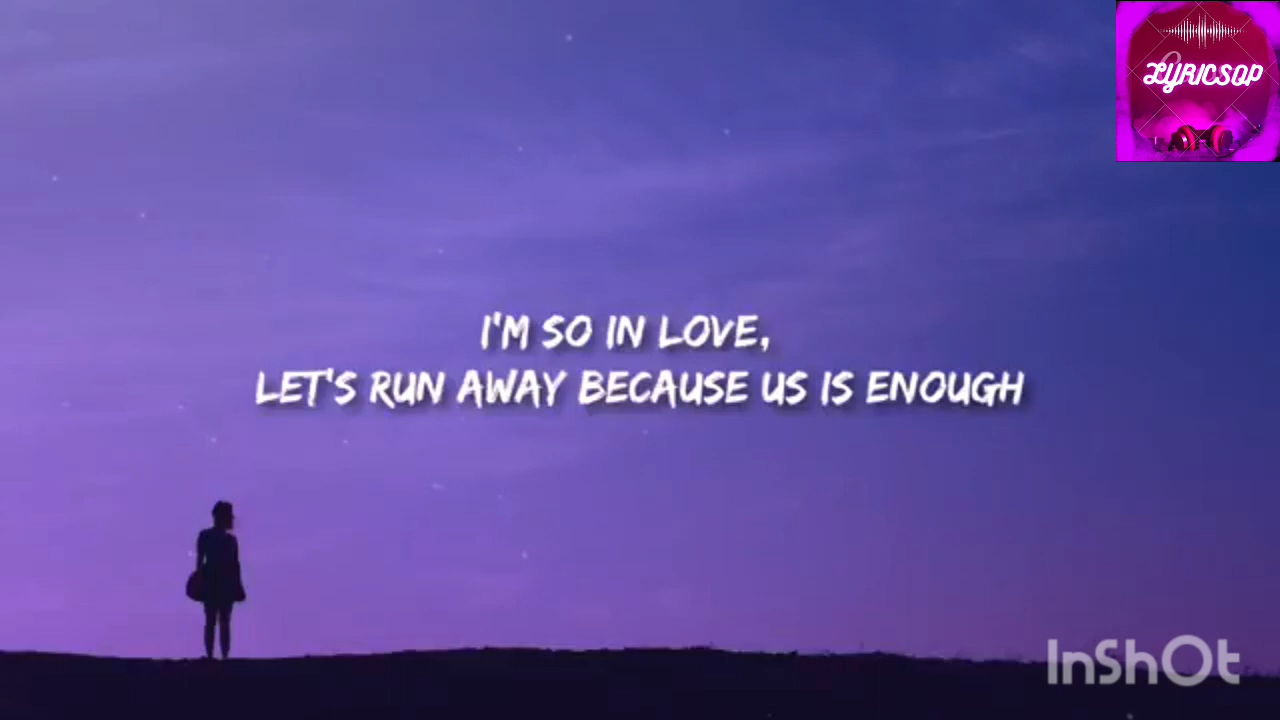 LYRICSOP
I'M SO IN LOVE,
LET'S RUN AWAY BECAUSE US IS ENOUGH
InShOt